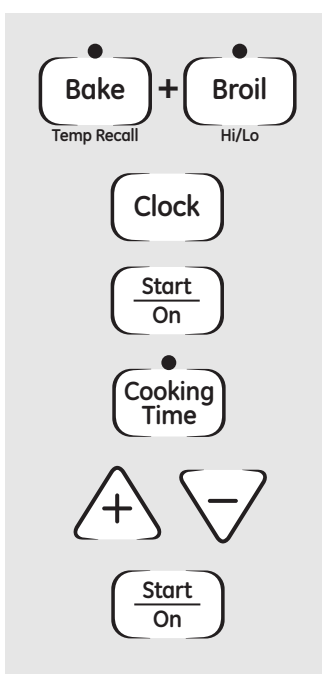 Bake + Broil
Temp Recall Hi/Lo
Clock
Start
On
Cooking
Time
+ −
Start
On